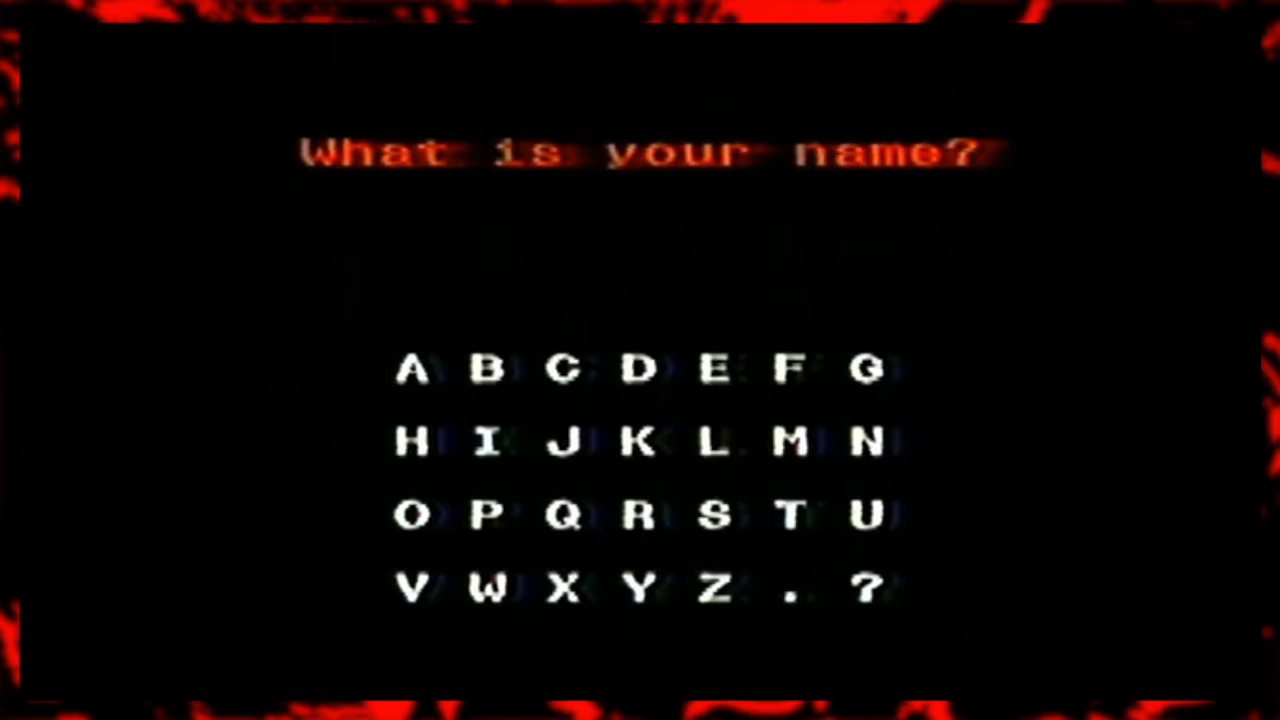 What is your name?
A B C D E F G
H I J K L M N
O P Q R S T U
V W X Y Z . ?